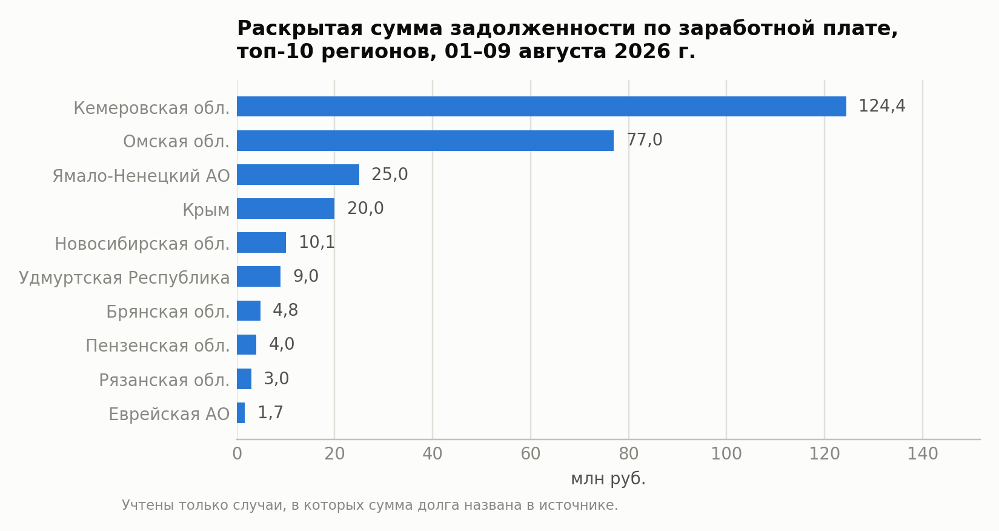 Раскрытая сумма задолженности по заработной плате,
топ-10 регионов, 01–09 августа 2026 г.
Кемеровская обл. 124,4
Омская обл. 77,0
Ямало-Ненецкий АО 25,0
Крым 20,0
Новосибирская обл. 10,1
Удмуртская Республика 9,0
Брянская обл. 4,8
Пензенская обл. 4,0
Рязанская обл. 3,0
Еврейская АО 1,7
0 20 40 60 80 100 120 140
млн руб.
Учтены только случаи, в которых сумма долга названа в источнике.